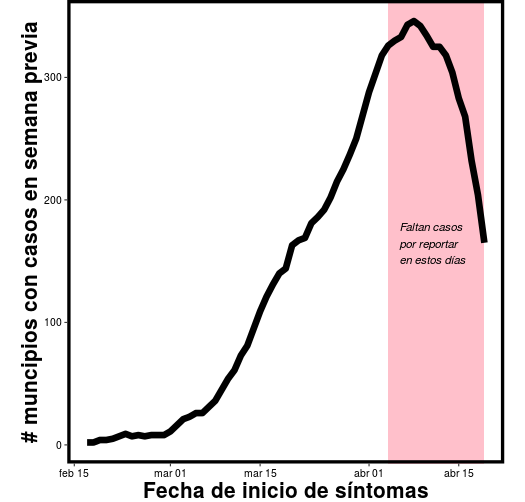 # muncipios con casos en semana previa
300
200
100
0
Faltan casos
por reportar
en estos días
feb 15
mar 01
mar 15
abr 01
abr 15
Fecha de inicio de síntomas